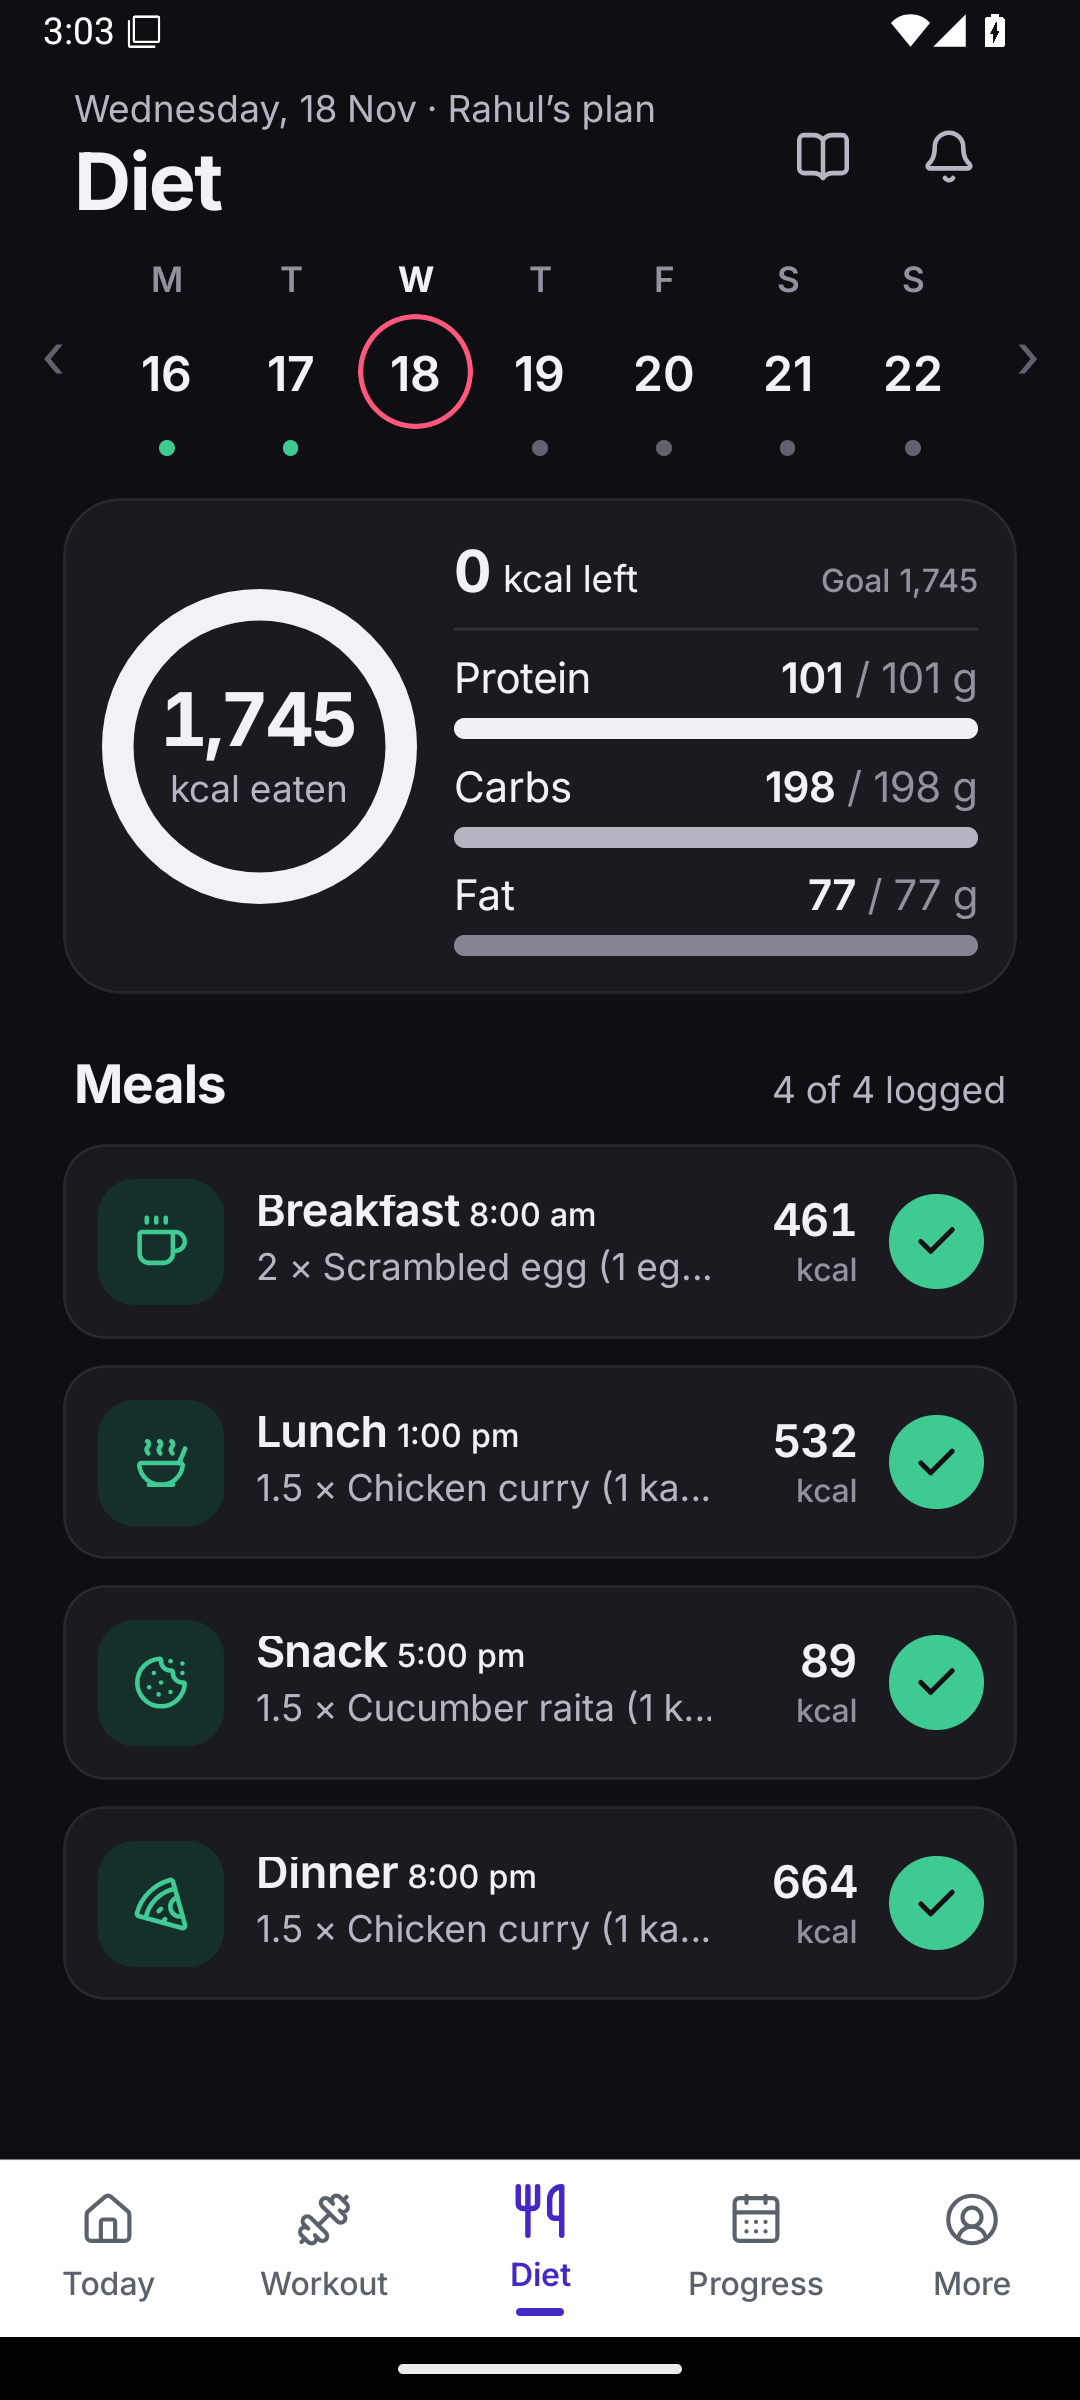 3:03
Wednesday, 18 Nov · Rahul’s plan
Diet
M T W T F S S
‹ 16 17 18 19 20 21 22 ›
0 kcal left Goal 1,745
1,745
kcal eaten
Protein 101 / 101 g
Carbs 198 / 198 g
Fat 77 / 77 g
Meals 4 of 4 logged
Breakfast 8:00 am 461
2 × Scrambled egg (1 eg... kcal
Lunch 1:00 pm 532
1.5 × Chicken curry (1 ka... kcal
Snack 5:00 pm 89
1.5 × Cucumber raita (1 k... kcal
Dinner 8:00 pm 664
1.5 × Chicken curry (1 ka... kcal
Today Workout Diet Progress More